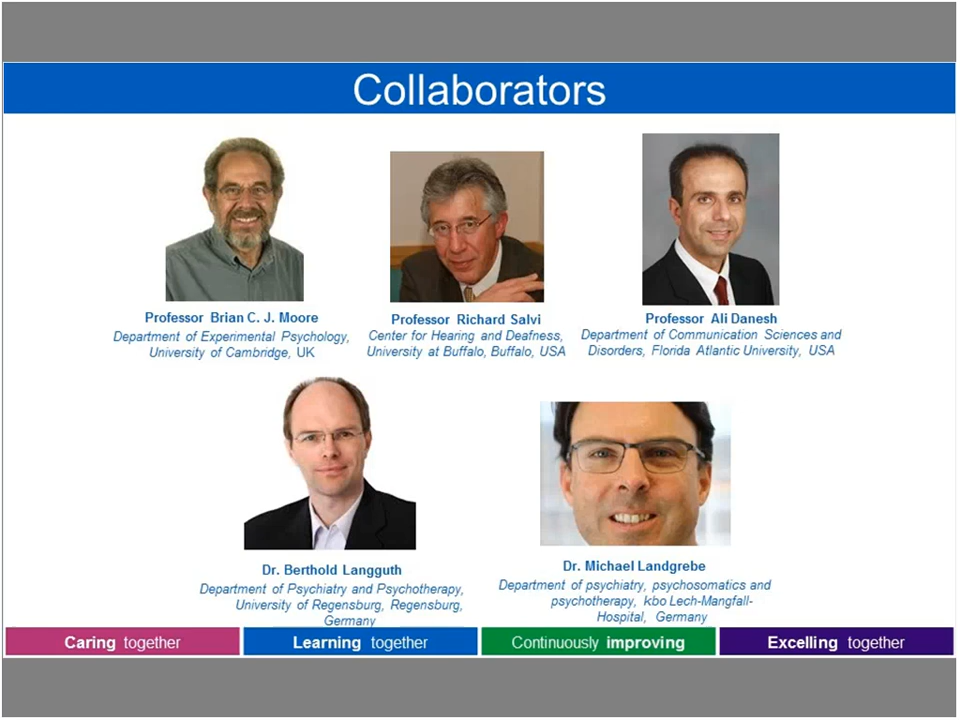 Collaborators
Professor Brian C. J. Moore
Department of Experimental Psychology,
University of Cambridge, UK
Professor Richard Salvi
Center for Hearing and Deafness,
University at Buffalo, Buffalo, USA
Professor Ali Danesh
Department of Communication Sciences and
Disorders, Florida Atlantic University, USA
Dr. Berthold Langguth
Department of Psychiatry and Psychotherapy,
University of Regensburg, Regensburg,
Germany
Dr. Michael Landgrebe
Department of psychiatry, psychosomatics and
psychotherapy, kbo Lech-Mangfall-
Hospital, Germany
Caring together
Learning together
Continuously improving
Excelling together